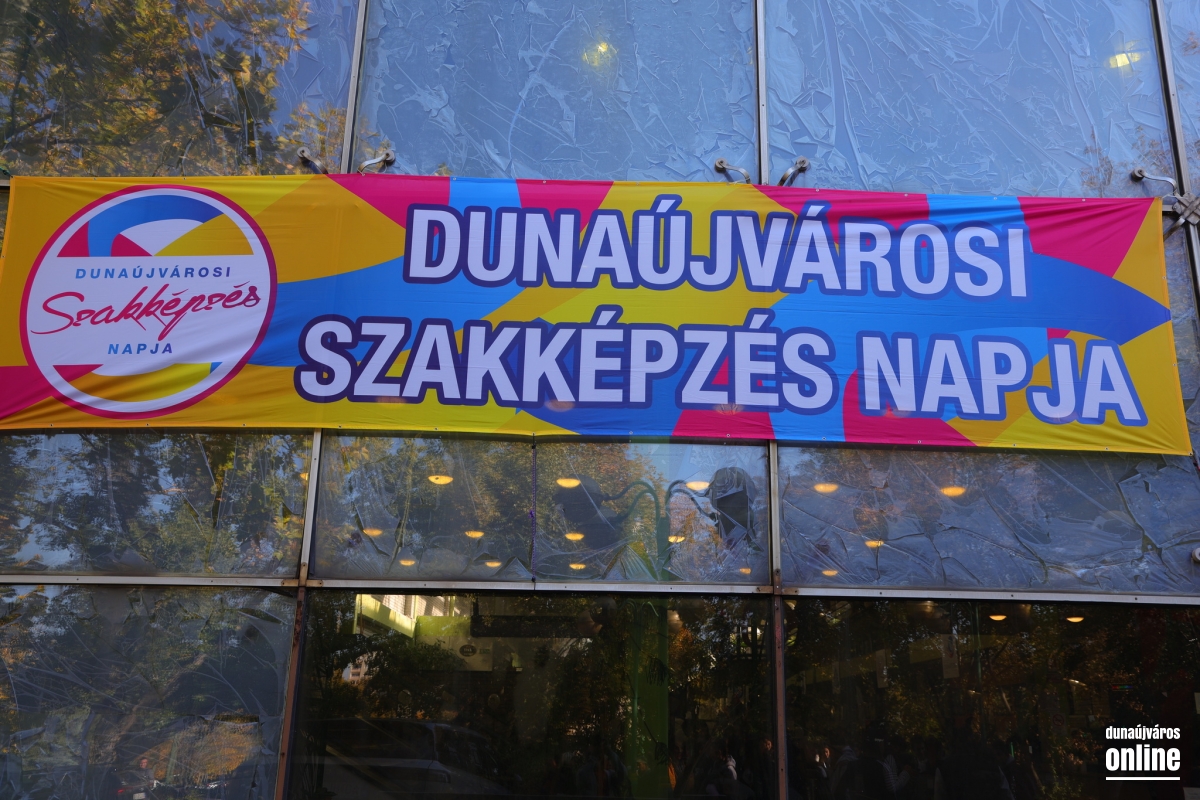 DUNAÚJVÁROSI
Szakképzés
NAPJA
DUNAÚJVÁROSI
SZAKKÉPZÉS NAPJA
dunaújváros
online